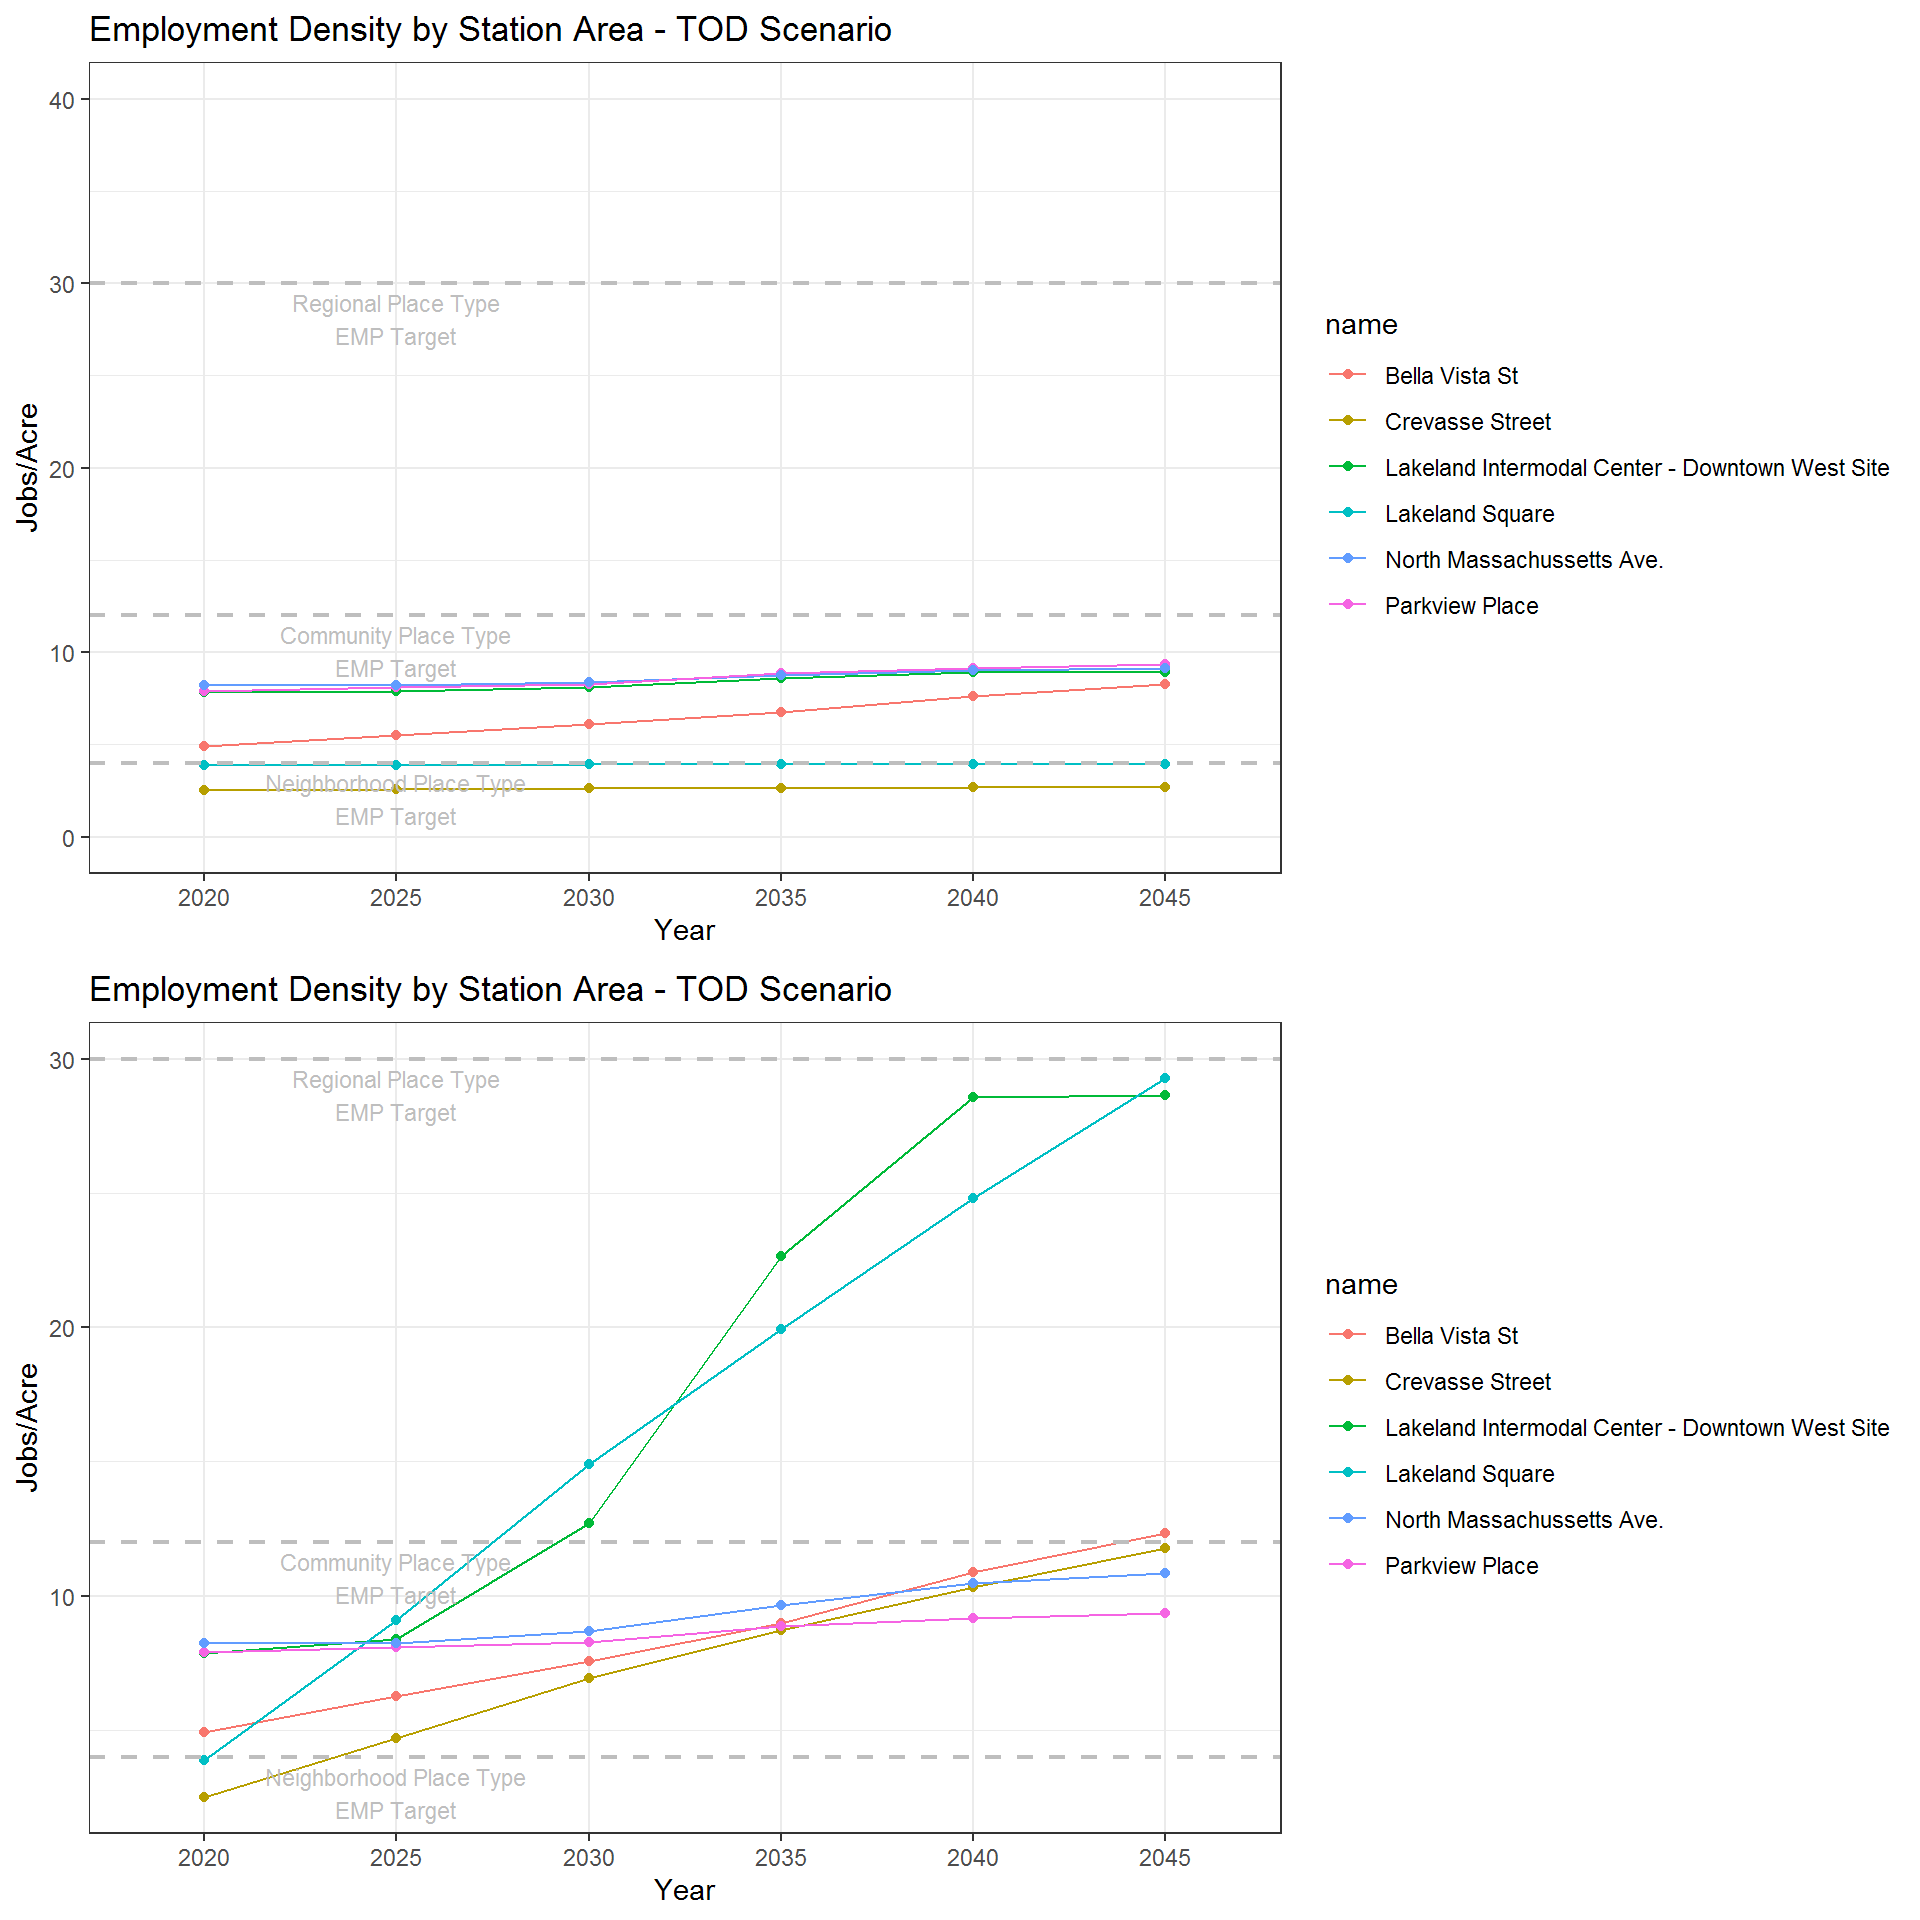 Employment Density by Station Area - TOD Scenario
40
30
20
10
0
Jobs/Acre
Regional Place Type
EMP Target
Community Place Type
EMP Target
Neighborhood Place Type
EMP Target
2020 2025 2030 2035 2040 2045
Year
name
Bella Vista St
Crevasse Street
Lakeland Intermodal Center - Downtown West Site
Lakeland Square
North Massachussetts Ave.
Parkview Place
Employment Density by Station Area - TOD Scenario
30
20
10
Jobs/Acre
Regional Place Type
EMP Target
Community Place Type
EMP Target
Neighborhood Place Type
EMP Target
2020 2025 2030 2035 2040 2045
Year
name
Bella Vista St
Crevasse Street
Lakeland Intermodal Center - Downtown West Site
Lakeland Square
North Massachussetts Ave.
Parkview Place